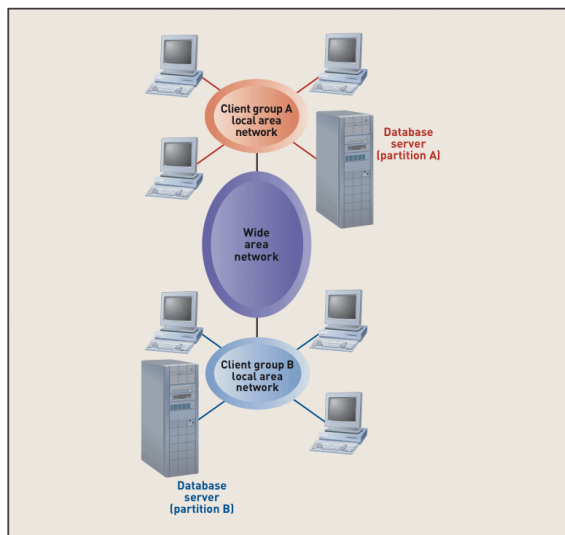 Client group A
local area
network
Database
server
(partition A)
Wide
area
network
Client group B
local area
network
Database
server
(partition B)